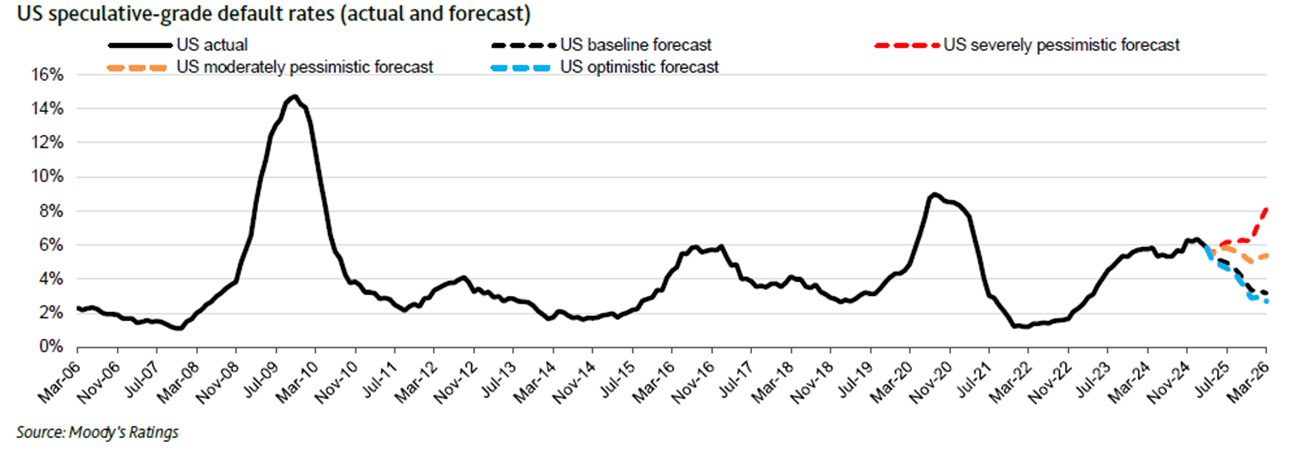 US speculative-grade default rates (actual and forecast)
US actual
US baseline forecast
US severely pessimistic forecast
US moderately pessimistic forecast
US optimistic forecast
16%
14%
12%
10%
8%
6%
4%
2%
0%
Mar-06
Nov-06
Jul-07
Mar-08
Nov-08
Jul-09
Mar-10
Nov-10
Jul-11
Mar-12
Nov-12
Jul-13
Mar-14
Nov-14
Jul-15
Mar-16
Nov-16
Jul-17
Mar-18
Nov-18
Jul-19
Mar-20
Nov-20
Jul-21
Mar-22
Nov-22
Jul-23
Mar-24
Nov-24
Jul-25
Mar-26
Source: Moody's Ratings